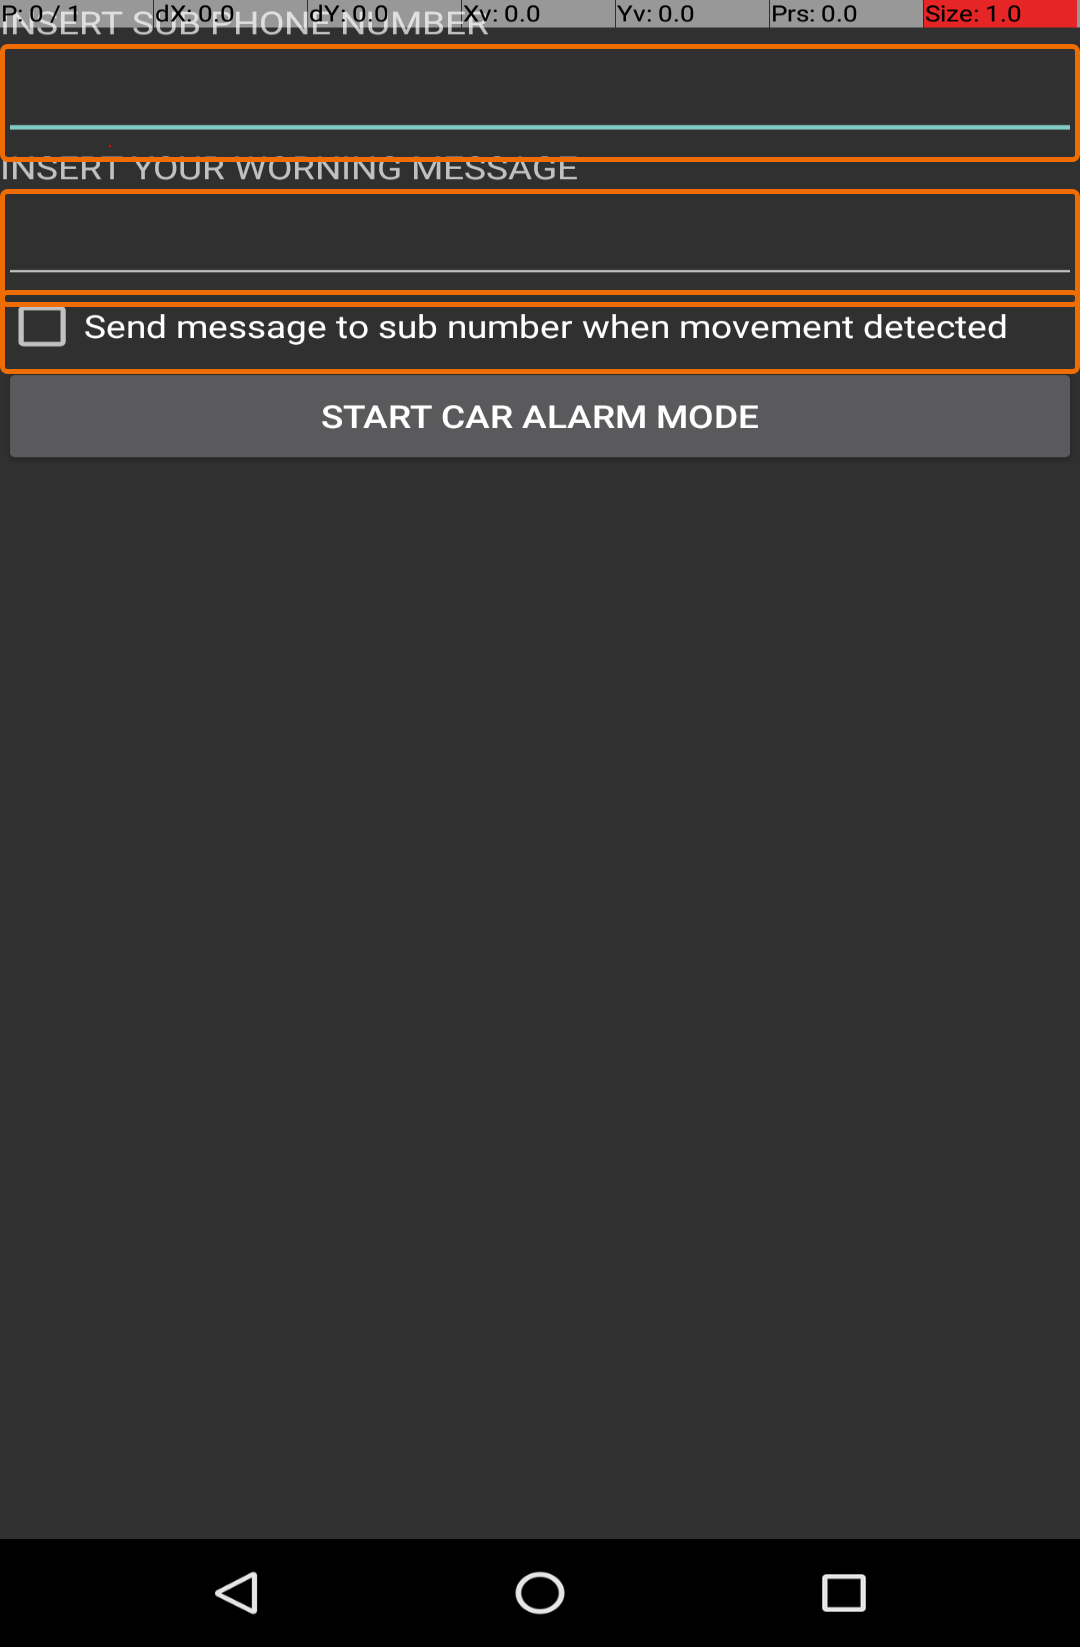 P: 0 / 1 dX: 0.0 dY: 0.0 Xv: 0.0 Yv: 0.0 Prs: 0.0 Size: 1.0
INSERT SUB PHONE NUMBER
INSERT YOUR WORNING MESSAGE
Send message to sub number when movement detected
START CAR ALARM MODE